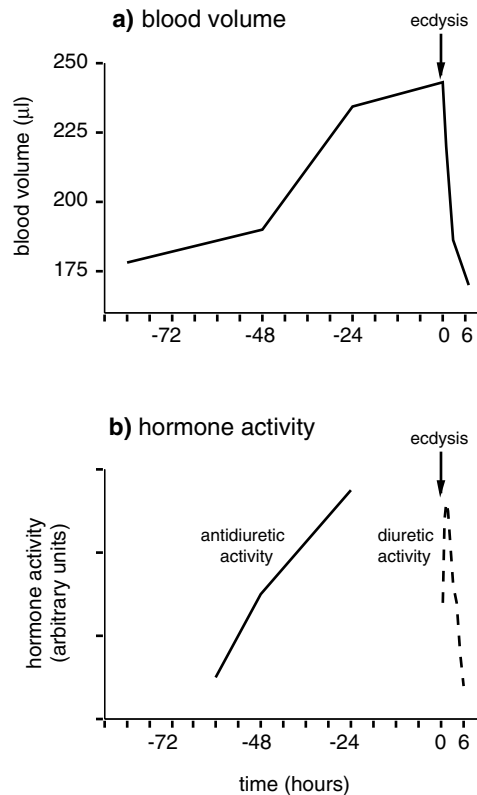 a) blood volume
ecdysis
250
225
200
175
blood volume (µl)
-72 -48 -24 0 6
b) hormone activity
ecdysis
antidiuretic
activity
diuretic
activity
hormone activity
(arbitrary units)
-72 -48 -24 0 6
time (hours)